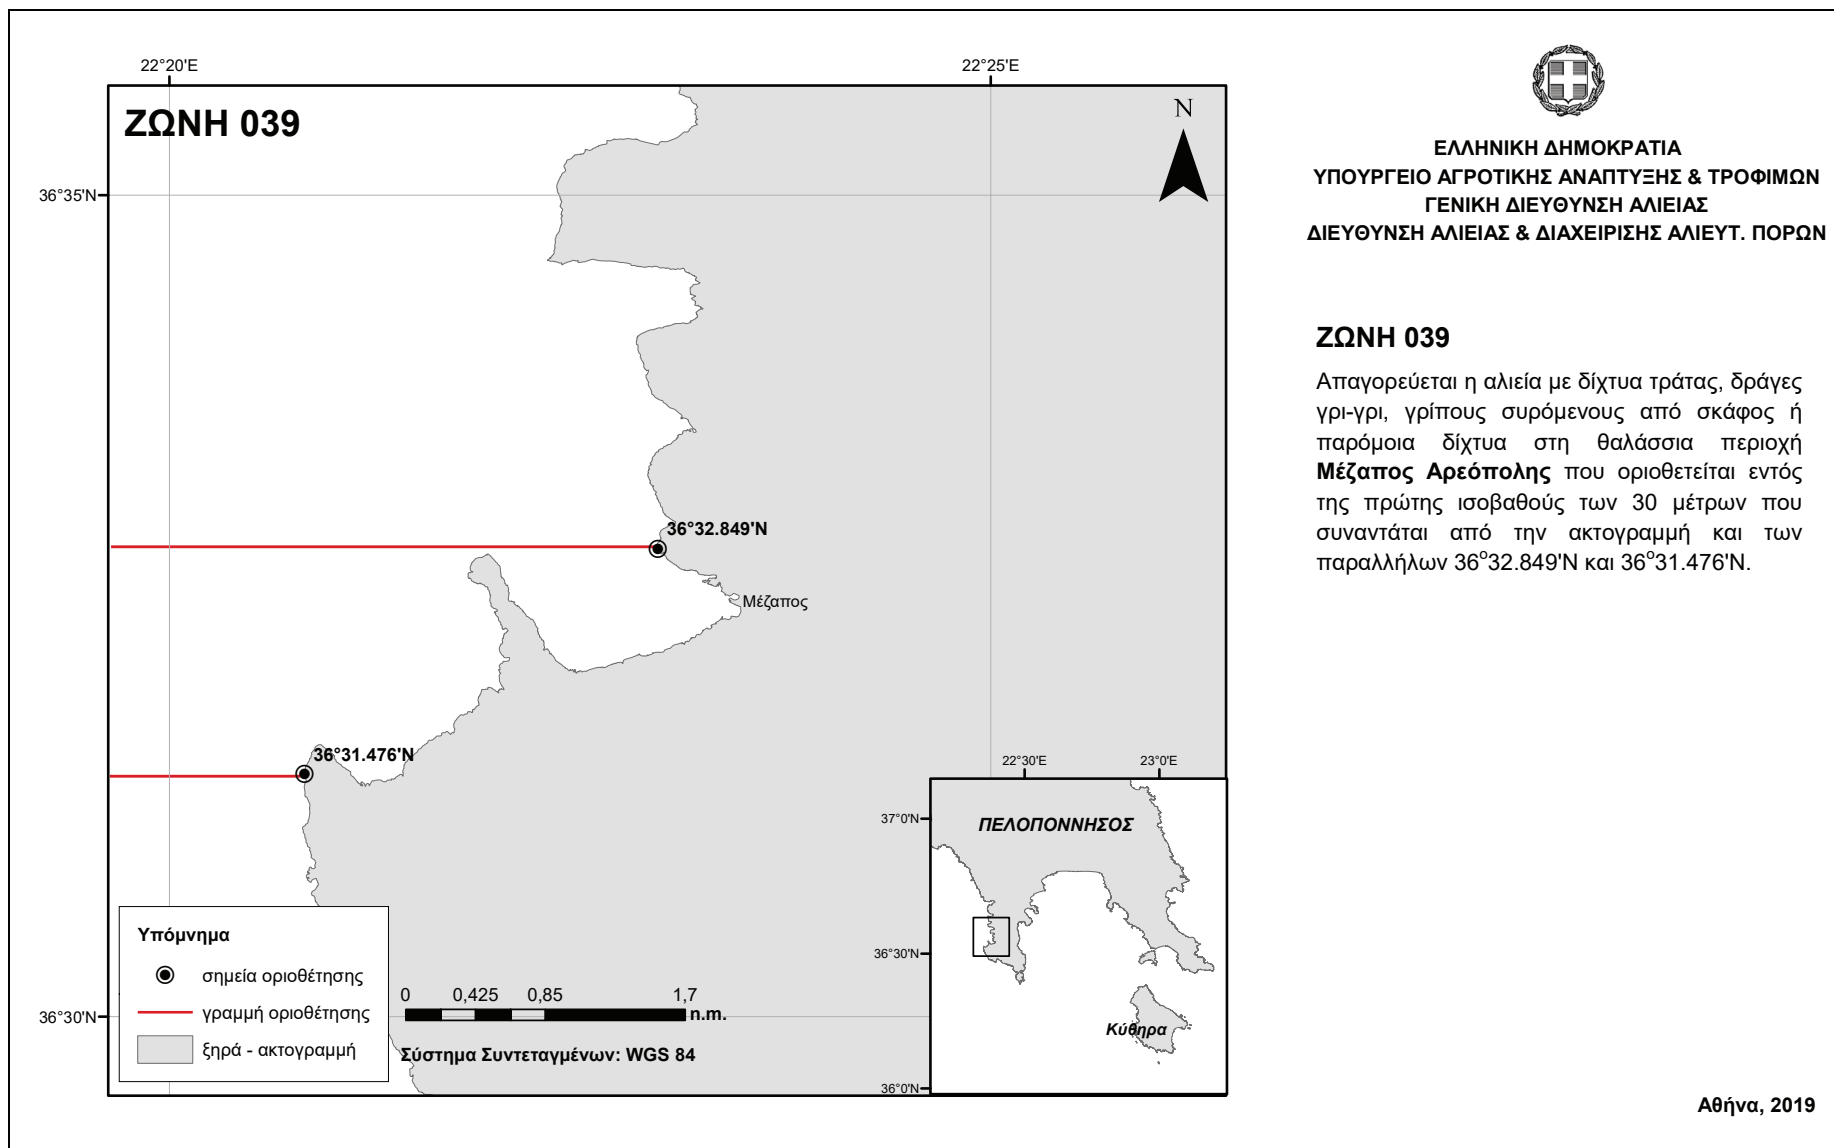 22°20'E
22°25'E
ΖΩΝΗ 039
N
36°35'N
36°32.849'N
Μέζαπος
36°31.476'N
22°30'E
23°0'E
37°0'N
ΠΕΛΟΠΟΝΝΗΣΟΣ
36°30'N
Κύθηρα
36°0'N
Υπόμνημα
σημεία οριοθέτησης
γραμμή οριοθέτησης
ξηρά - ακτογραμμή
0 0,425 0,85 1,7
n.m.
36°30'N
Σύστημα Συντεταγμένων: WGS 84
ΕΛΛΗΝΙΚΗ ΔΗΜΟΚΡΑΤΙΑ
ΥΠΟΥΡΓΕΙΟ ΑΓΡΟΤΙΚΗΣ ΑΝΑΠΤΥΞΗΣ & ΤΡΟΦΙΜΩΝ
ΓΕΝΙΚΗ ΔΙΕΥΘΥΝΣΗ ΑΛΙΕΙΑΣ
ΔΙΕΥΘΥΝΣΗ ΑΛΙΕΙΑΣ & ΔΙΑΧΕΙΡΙΣΗΣ ΑΛΙΕΥΤ. ΠΟΡΩΝ
ΖΩΝΗ 039
Απαγορεύεται η αλιεία με δίχτυα τράτας, δράγες
γρι-γρι, γρίπους συρόμενους από σκάφος ή
παρόμοια δίχτυα στη θαλάσσια περιοχή
Μέζαπος Αρεόπολης που οριοθετείται εντός
της πρώτης ισοβαθούς των 30 μέτρων που
συναντάται από την ακτογραμμή και των
παραλλήλων 36°32.849'N και 36°31.476'N.
Αθήνα, 2019